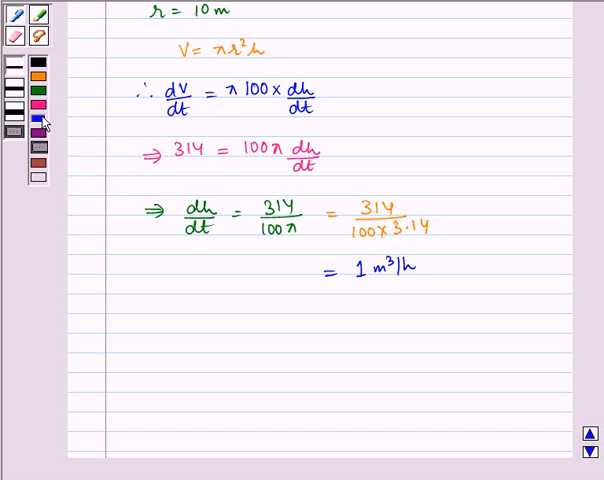 r = 10 m
V = πr²h
∴ dV/dt = π 100 × dh/dt
⇒ 314 = 100π dh/dt
⇒ dh/dt = 314/100π = 314/100 × 3.14
= 1 m³/h